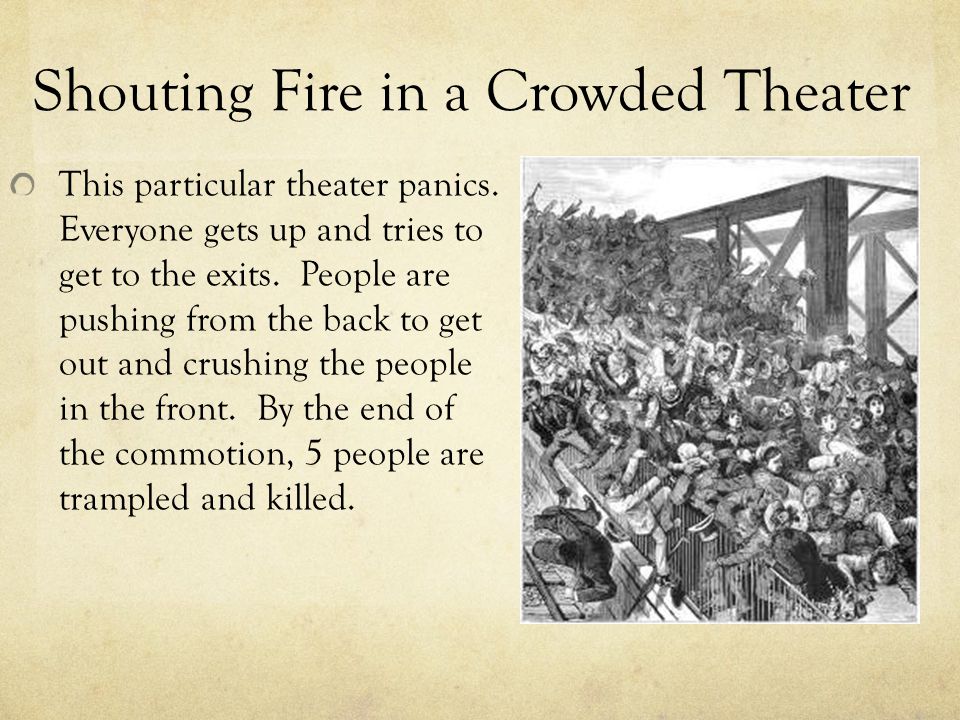 Shouting Fire in a Crowded Theater
This particular theater panics.
Everyone gets up and tries to
get to the exits.  People are
pushing from the back to get
out and crushing the people
in the front.  By the end of
the commotion, 5 people are
trampled and killed.